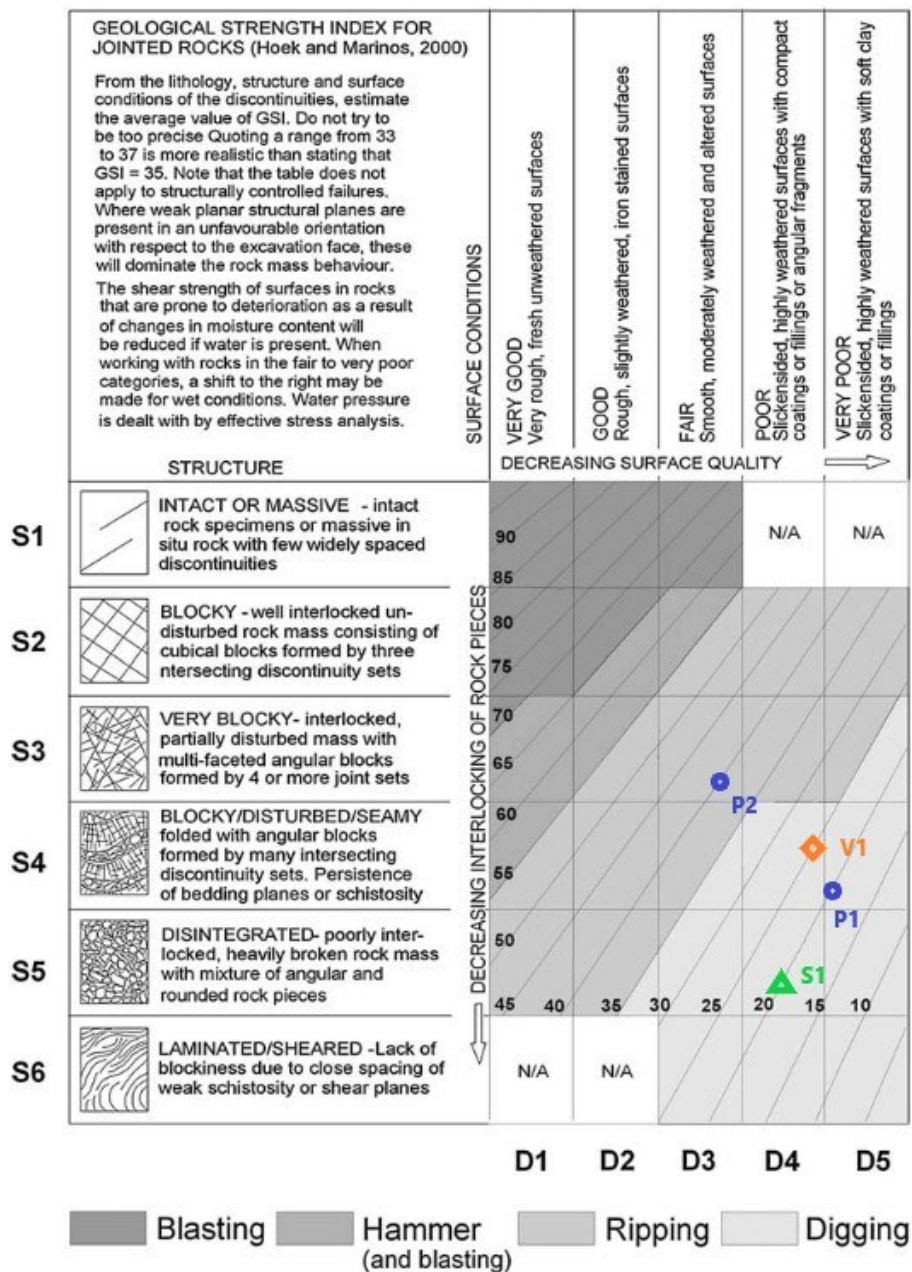 GEOLOGICAL STRENGTH INDEX FOR
JOINTED ROCKS (Hoek and Marinos, 2000)
From the lithology, structure and surface
conditions of the discontinuities, estimate
the average value of GSI. Do not try to
be too precise Quoting a range from 33
to 37 is more realistic than stating that
GSI = 35. Note that the table does not
apply to structurally controlled failures.
Where weak planar structural planes are
present in an unfavourable orientation
with respect to the excavation face, these
will dominate the rock mass behaviour.
The shear strength of surfaces in rocks
that are prone to deterioration as a result
of changes in moisture content will
be reduced if water is present. When
working with rocks in the fair to very poor
categories, a shift to the right may be
made for wet conditions. Water pressure
is dealt with by effective stress analysis.
STRUCTURE
SURFACE CONDITIONS
VERY GOOD
Very rough, fresh unweathered surfaces
GOOD
Rough, slightly weathered, iron stained surfaces
FAIR
Smooth, moderately weathered and altered surfaces
POOR
Slickensided, highly weathered surfaces with compact
coatings or fillings or angular fragments
VERY POOR
Slickensided, highly weathered surfaces with soft clay
coatings or fillings
DECREASING SURFACE QUALITY
DECREASING INTERLOCKING OF ROCK PIECES
S1
INTACT OR MASSIVE - intact
rock specimens or massive in
situ rock with few widely spaced
discontinuities
90
85
N/A
N/A
S2
BLOCKY - well interlocked un-
disturbed rock mass consisting of
cubical blocks formed by three
ntersecting discontinuity sets
80
75
S3
VERY BLOCKY- interlocked,
partially disturbed mass with
multi-faceted angular blocks
formed by 4 or more joint sets
70
65
P2
S4
BLOCKY/DISTURBED/SEAMY
folded with angular blocks
formed by many intersecting
discontinuity sets. Persistence
of bedding planes or schistosity
60
55
V1
P1
S5
DISINTEGRATED- poorly inter-
locked, heavily broken rock mass
with mixture of angular and
rounded rock pieces
50
S1
45 40 35 30 25 20 15 10
S6
LAMINATED/SHEARED -Lack of
blockiness due to close spacing of
weak schistosity or shear planes
N/A
N/A
D1 D2 D3 D4 D5
Blasting
Hammer
(and blasting)
Ripping
Digging